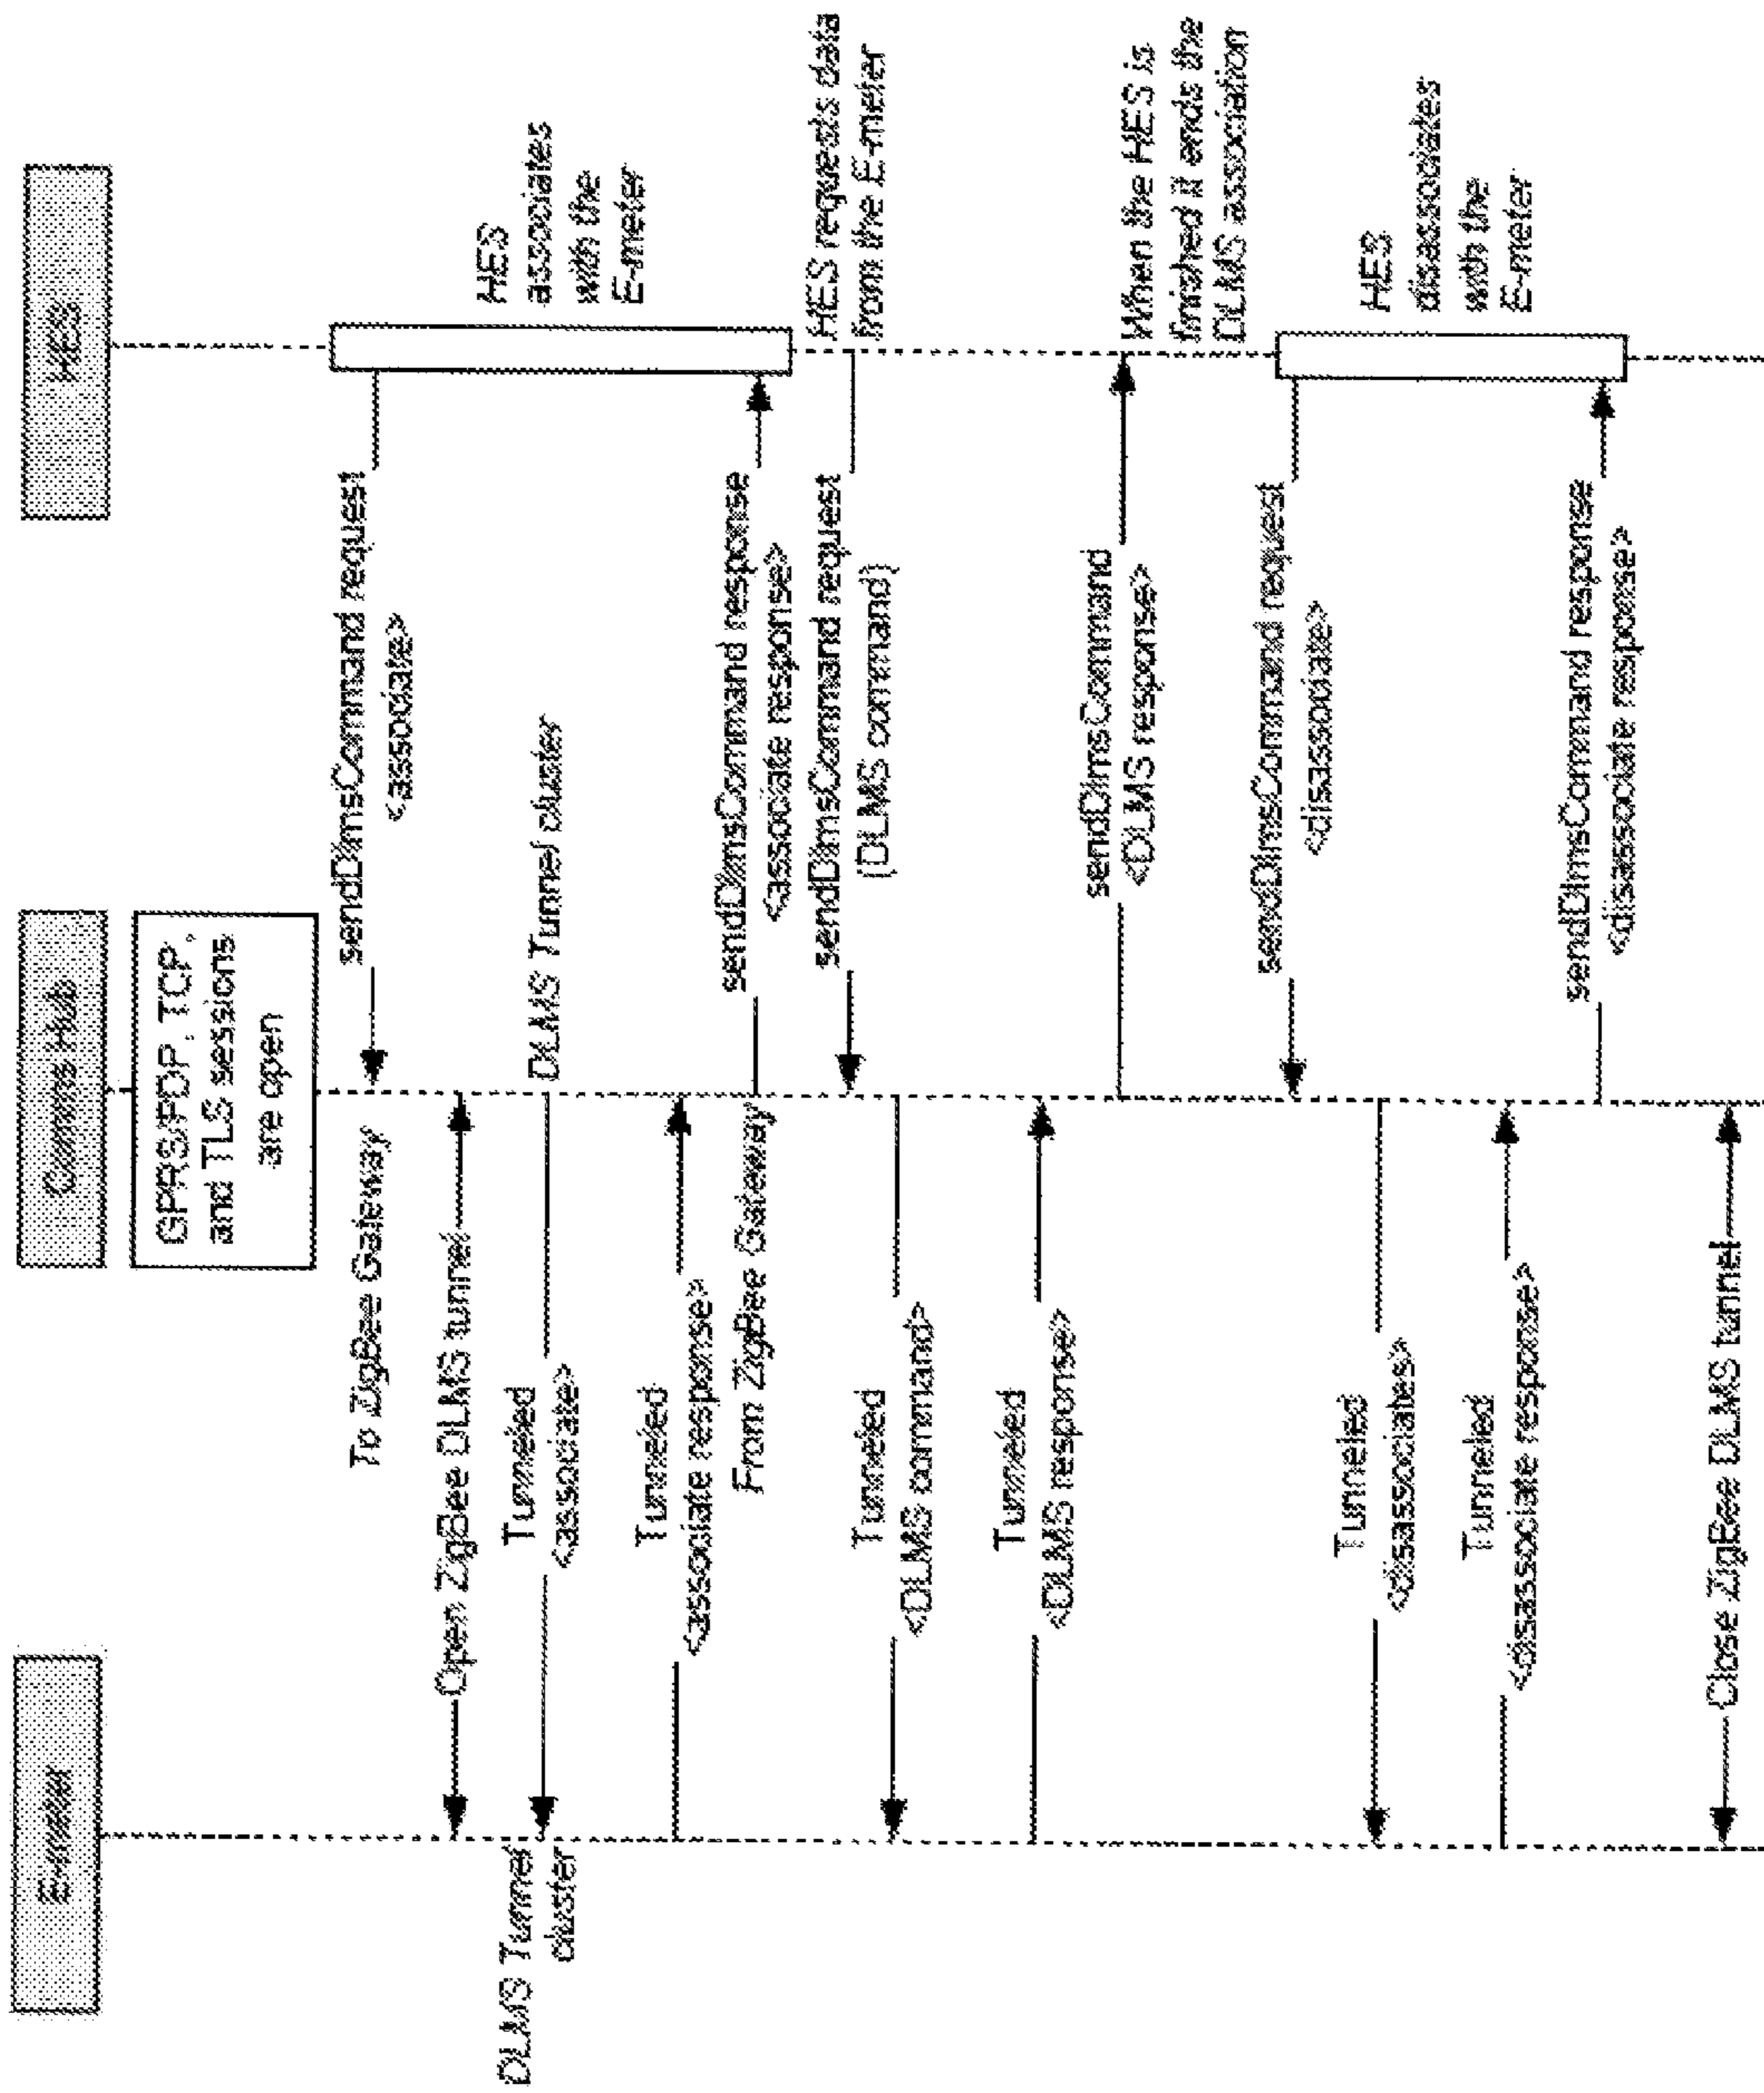 E-meter
Comms Hub
HES
GPRS/PDP, TCP,
and TLS sessions
are open
sendDlmsCommand request
<associate>
To ZigBee Gateway
HES
associates
with the
E-meter
Open ZigBee DLMS tunnel
DLMS Tunnel
cluster
Tunneled
<associate>
DLMS Tunnel cluster
Tunneled
<associate response>
From ZigBee Gateway
sendDlmsCommand response
<associate response>
sendDlmsCommand request
(DLMS command)
HES requests data
from the E-meter
Tunneled
<DLMS command>
Tunneled
<DLMS response>
sendDlmsCommand
<DLMS response>
When the HES is
finished it ends the
DLMS association
sendDlmsCommand request
<disassociate>
HES
disassociates
with the
E-meter
Tunneled
<disassociates>
Tunneled
<disassociate response>
sendDlmsCommand response
<disassociate response>
Close ZigBee DLMS tunnel